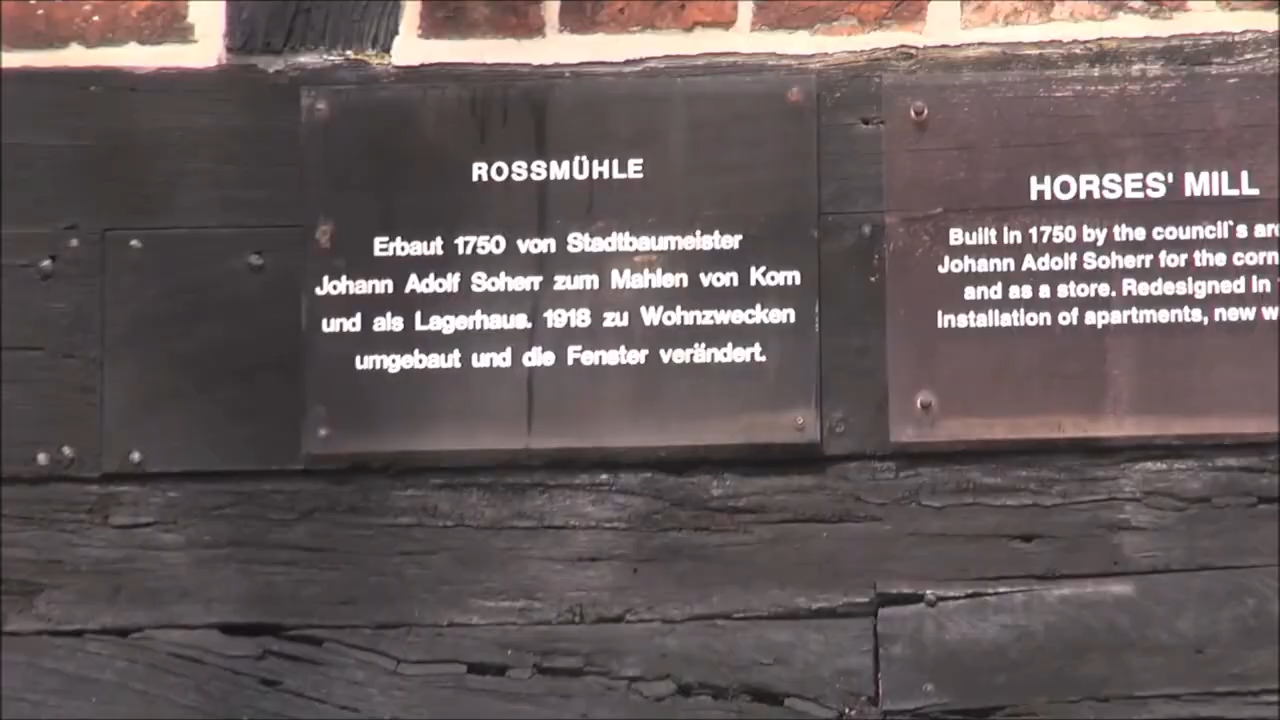 ROSSMÜHLE
Erbaut 1750 von Stadtbaumeister
Johann Adolf Soherr zum Mahlen von Korn
und als Lagerhaus. 1918 zu Wohnzwecken
umgebaut und die Fenster verändert.
HORSES' MILL
Built in 1750 by the council`s
Johann Adolf Soherr for the corn
and as a store. Redesigned in
installation of apartments, new